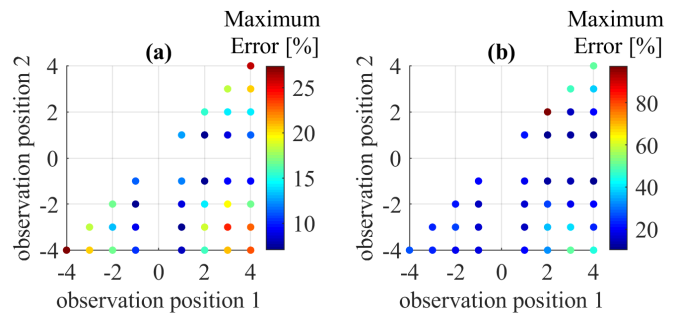 Maximum
Error [%]
(a)
observation position 2
4
2
0
-2
-4
-4
-2
0
2
4
observation position 1
25
20
15
10
Maximum
Error [%]
(b)
observation position 2
4
2
0
-2
-4
-4
-2
0
2
4
observation position 1
80
60
40
20